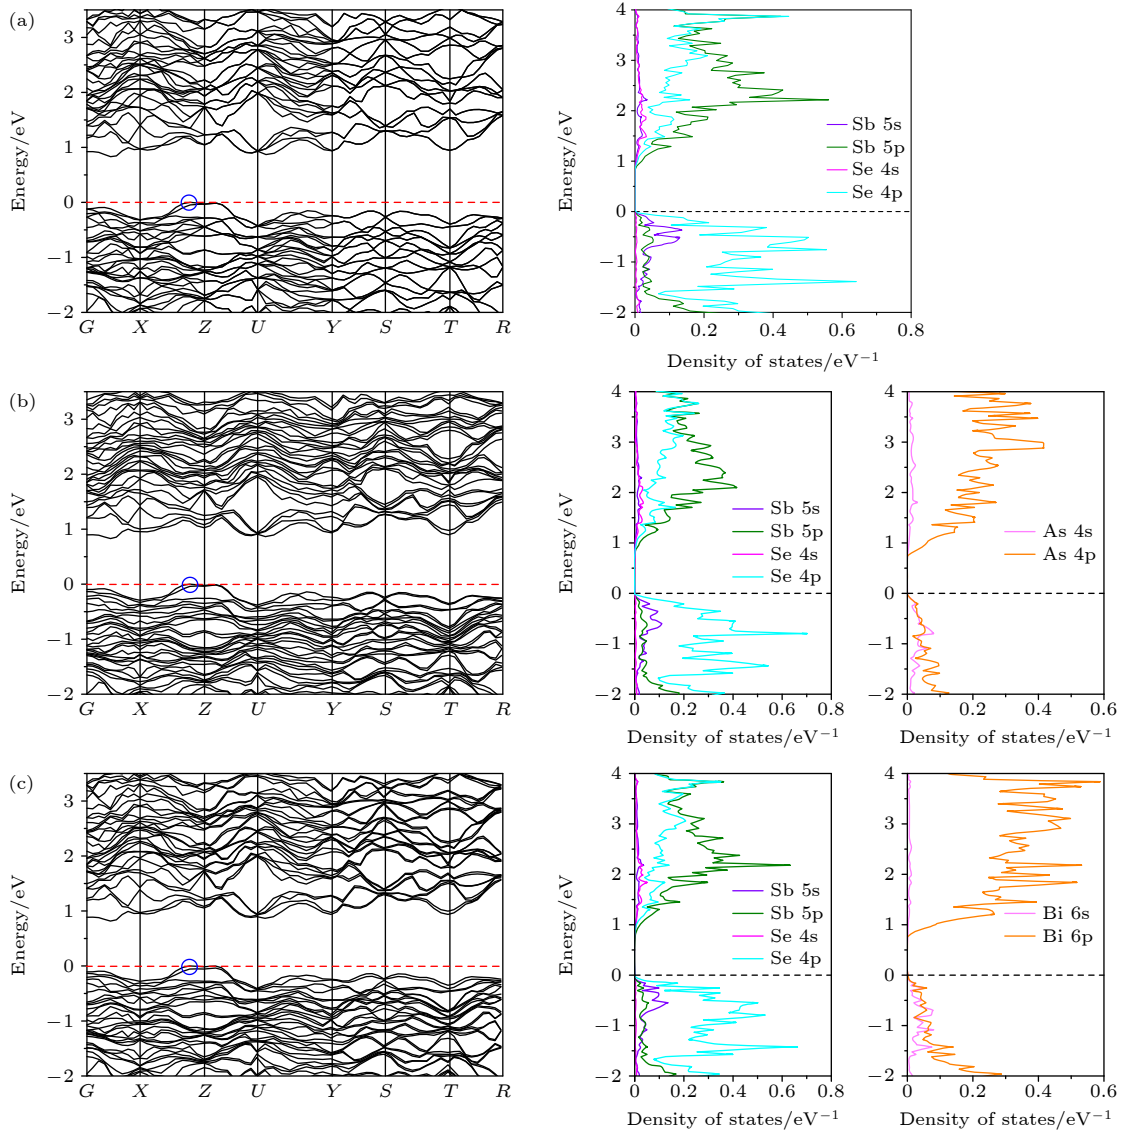 (a)
Energy/eV
3
2
1
0
−1
−2
G X Z U Y S T R
Energy/eV
4
3
2
1
0
−1
−2
Sb 5s
Sb 5p
Se 4s
Se 4p
0 0.2 0.4 0.6 0.8
Density of states/eV⁻¹
(b)
Energy/eV
3
2
1
0
−1
−2
G X Z U Y S T R
Energy/eV
4
3
2
1
0
−1
−2
Sb 5s
Sb 5p
Se 4s
Se 4p
0 0.2 0.4 0.6 0.8
Density of states/eV⁻¹
4
3
2
1
0
−1
−2
As 4s
As 4p
0 0.2 0.4 0.6
Density of states/eV⁻¹
(c)
Energy/eV
3
2
1
0
−1
−2
G X Z U Y S T R
Energy/eV
4
3
2
1
0
−1
−2
Sb 5s
Sb 5p
Se 4s
Se 4p
0 0.2 0.4 0.6 0.8
Density of states/eV⁻¹
4
3
2
1
0
−1
−2
Bi 6s
Bi 6p
0 0.2 0.4 0.6
Density of states/eV⁻¹